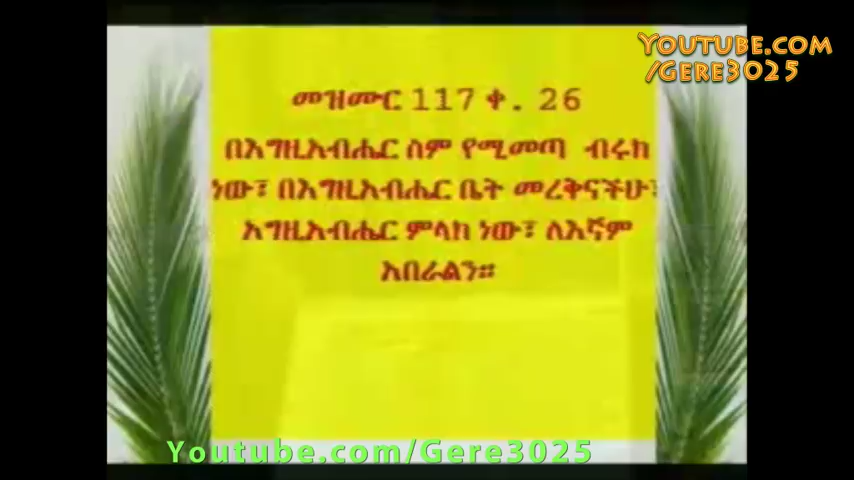 YOUTUBE.COM
/GERE3025
መዝሙር 117 ቀ. 26
በእግዚአብሔር ስም የሚመጣ ብሩክ
ነው፣ በእግዚአብሔር ቤት መረቅናችሁ፣
እግዚአብሔር ምላክ ነው፣ ለእኛም
አበራልን።
Youtube.com/Gere3025